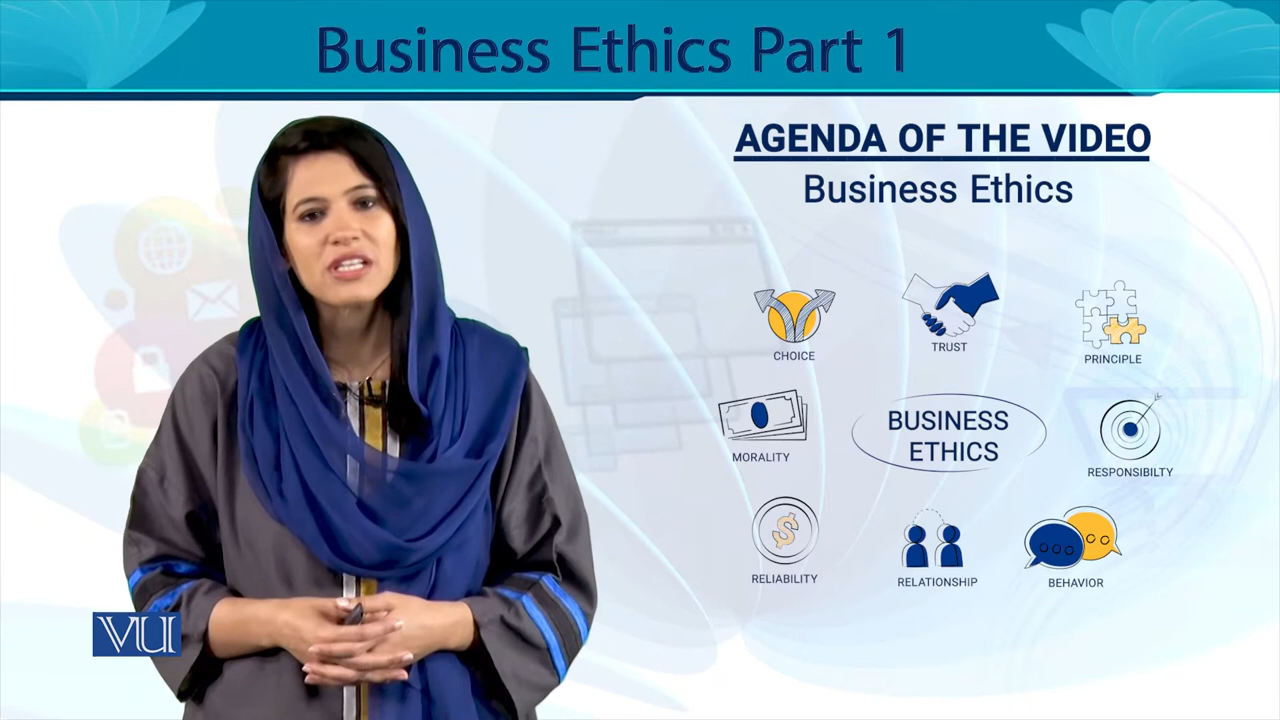 Business Ethics Part 1
AGENDA OF THE VIDEO
Business Ethics
CHOICE
TRUST
PRINCIPLE
MORALITY
BUSINESS
ETHICS
RESPONSIBILTY
RELIABILITY
RELATIONSHIP
BEHAVIOR
VU